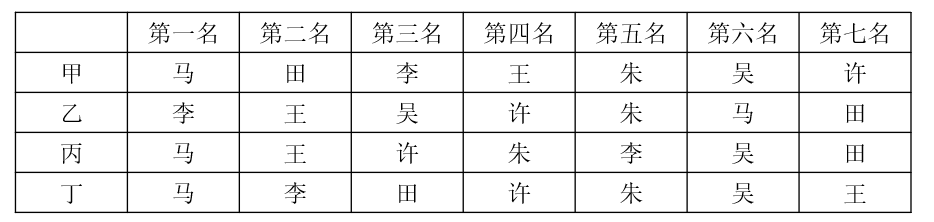 第一名 第二名 第三名 第四名 第五名 第六名 第七名
甲 马 田 李 王 朱 吴 许
乙 李 王 吴 许 朱 马 田
丙 马 王 许 朱 李 吴 田
丁 马 李 田 许 朱 吴 王